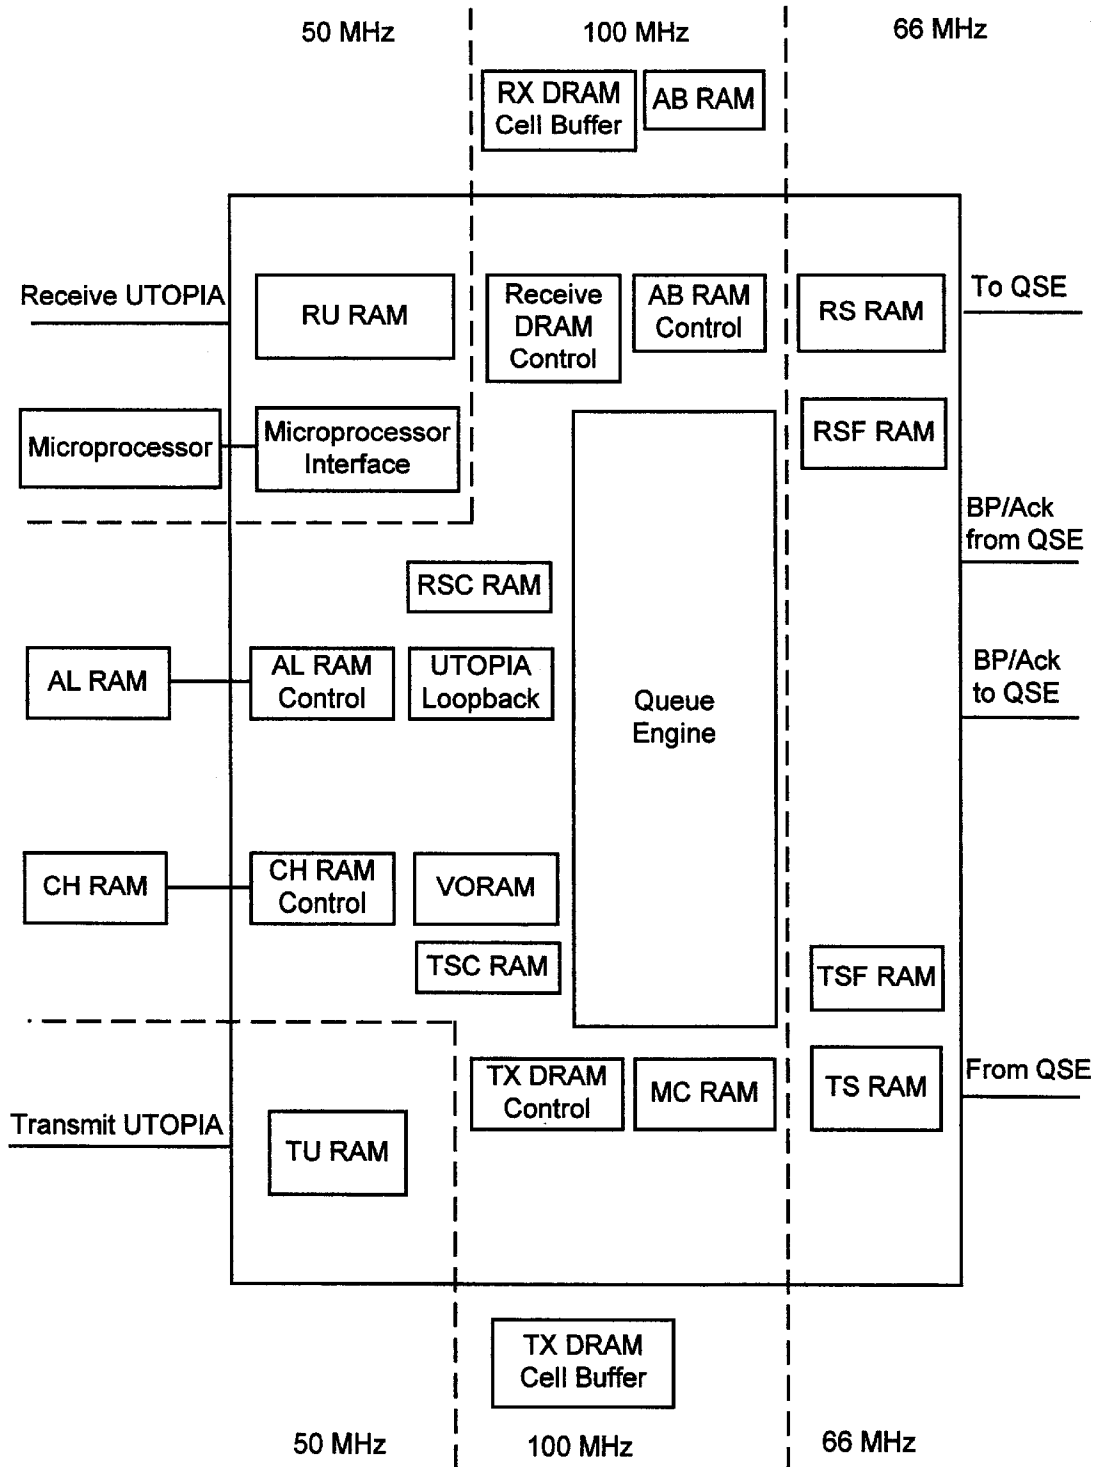 50 MHz
100 MHz
66 MHz
RX DRAM
Cell Buffer
AB RAM
Receive UTOPIA
RU RAM
Receive
DRAM
Control
AB RAM
Control
RS RAM
To QSE
Microprocessor
Microprocessor
Interface
RSF RAM
BP/Ack
from QSE
RSC RAM
AL RAM
AL RAM
Control
UTOPIA
Loopback
Queue
Engine
BP/Ack
to QSE
CH RAM
CH RAM
Control
VORAM
TSC RAM
TSF RAM
TX DRAM
Control
MC RAM
TS RAM
From QSE
Transmit UTOPIA
TU RAM
TX DRAM
Cell Buffer
50 MHz
100 MHz
66 MHz